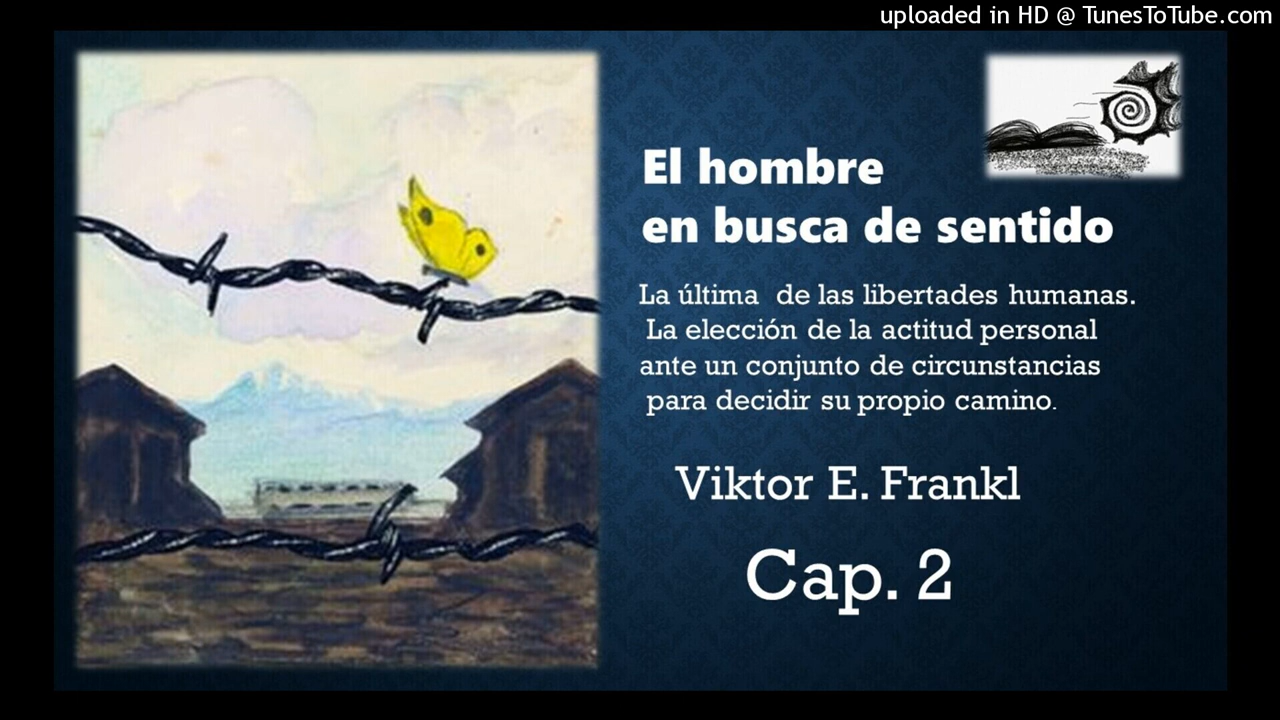 uploaded in HD @ TunesToTube.com
El hombre
en busca de sentido
La última de las libertades humanas.
La elección de la actitud personal
ante un conjunto de circunstancias
para decidir su propio camino.
Viktor E. Frankl
Cap. 2